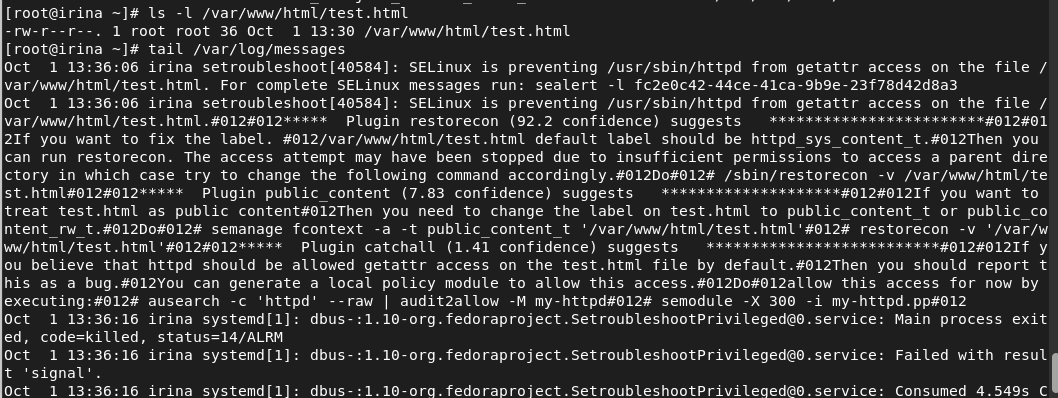 [root@irina ~]# ls -l /var/www/html/test.html
-rw-r--r--. 1 root root 36 Oct  1 13:30 /var/www/html/test.html
[root@irina ~]# tail /var/log/messages
Oct  1 13:36:06 irina setroubleshoot[40584]: SELinux is preventing /usr/sbin/httpd from getattr access on the file /
var/www/html/test.html. For complete SELinux messages run: sealert -l fc2e0c42-44ce-41ca-9b9e-23f78d42d8a3
Oct  1 13:36:06 irina setroubleshoot[40584]: SELinux is preventing /usr/sbin/httpd from getattr access on the file /
var/www/html/test.html.#012#012*****  Plugin restorecon (92.2 confidence) suggests   ************************#012#01
2If you want to fix the label. #012/var/www/html/test.html default label should be httpd_sys_content_t.#012Then you
can run restorecon. The access attempt may have been stopped due to insufficient permissions to access a parent dire
ctory in which case try to change the following command accordingly.#012Do#012# /sbin/restorecon -v /var/www/html/te
st.html#012#012*****  Plugin public_content (7.83 confidence) suggests   ********************#012#012If you want to
treat test.html as public content#012Then you need to change the label on test.html to public_content_t or public_co
ntent_rw_t.#012Do#012# semanage fcontext -a -t public_content_t '/var/www/html/test.html'#012# restorecon -v '/var/w
ww/html/test.html'#012#012*****  Plugin catchall (1.41 confidence) suggests   **************************#012#012If y
ou believe that httpd should be allowed getattr access on the test.html file by default.#012Then you should report t
his as a bug.#012You can generate a local policy module to allow this access.#012Do#012allow this access for now by
executing:#012# ausearch -c 'httpd' --raw | audit2allow -M my-httpd#012# semodule -X 300 -i my-httpd.pp#012
Oct  1 13:36:16 irina systemd[1]: dbus-:1.10-org.fedoraproject.SetroubleshootPrivileged@0.service: Main process exit
ed, code=killed, status=14/ALRM
Oct  1 13:36:16 irina systemd[1]: dbus-:1.10-org.fedoraproject.SetroubleshootPrivileged@0.service: Failed with resul
t 'signal'.
Oct  1 13:36:16 irina systemd[1]: dbus-:1.10-org.fedoraproject.SetroubleshootPrivileged@0.service: Consumed 4.549s C